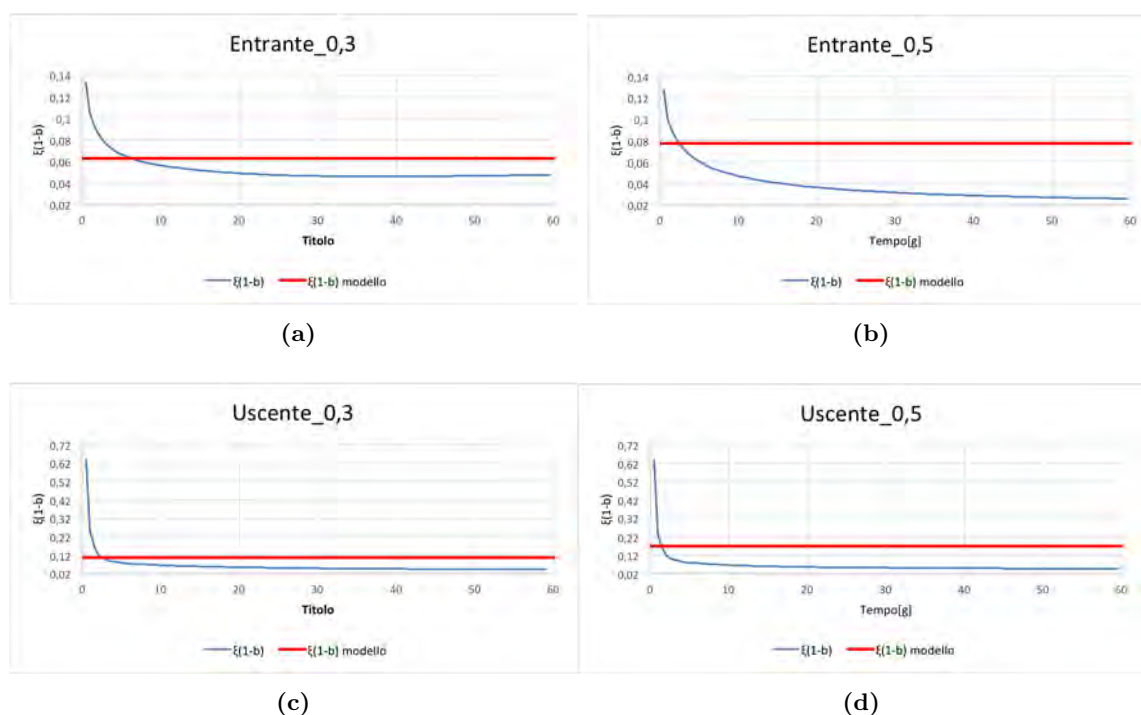 Entrante_0,3
ξ(1-b)
0,14
0,12
0,1
0,08
0,06
0,04
0,02
0 10 20 30 40 50 60
Titolo
ξ(1-b) ξ(1-b) modello
(a)
Entrante_0,5
ξ(1-b)
0,14
0,12
0,1
0,08
0,06
0,04
0,02
0 10 20 30 40 50 60
Tempo[g]
ξ(1-b) ξ(1-b) modello
(b)
Uscente_0,3
ξ(1-b)
0,72
0,62
0,52
0,42
0,32
0,22
0,12
0,02
0 10 20 30 40 50 60
Titolo
ξ(1-b) ξ(1-b) modello
(c)
Uscente_0,5
ξ(1-b)
0,72
0,62
0,52
0,42
0,32
0,22
0,12
0,02
0 10 20 30 40 50 60
Tempo[g]
ξ(1-b) ξ(1-b) modello
(d)